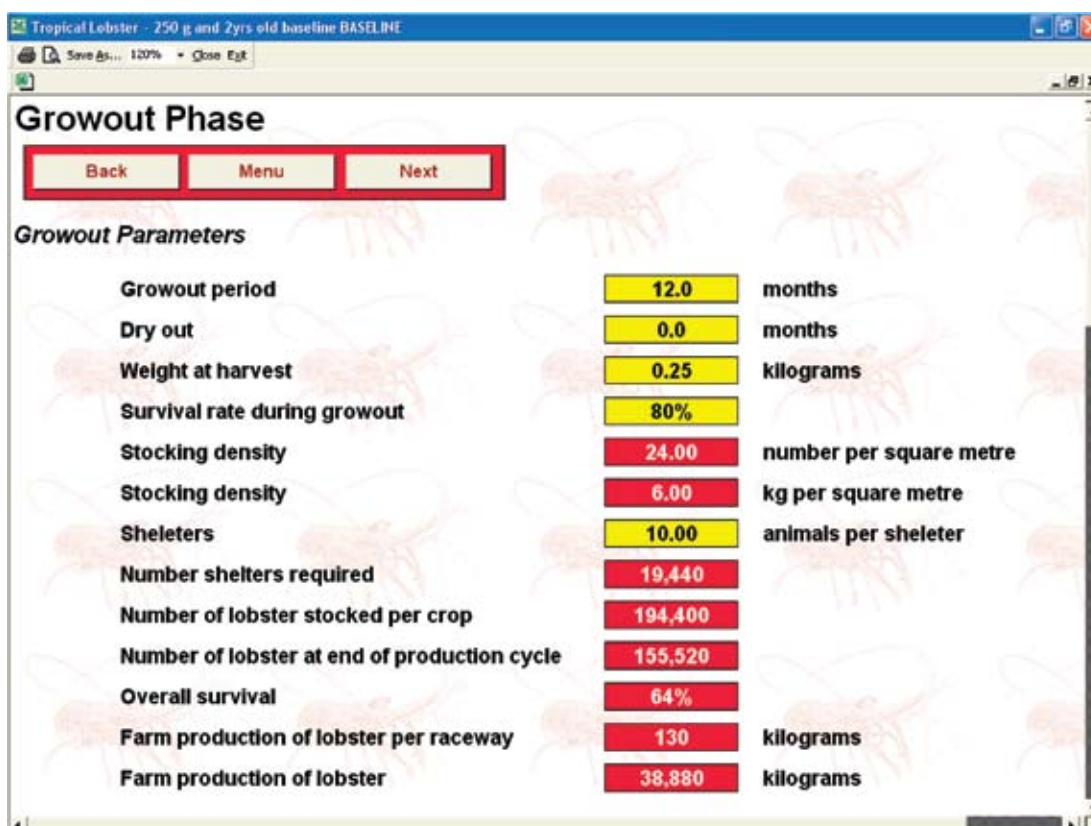 Tropical Lobster - 250 g and 2yrs old baseline BASELINE
Save As... 120% Close Exit
Growout Phase
Back Menu Next
Growout Parameters
Growout period 12.0 months
Dry out 0.0 months
Weight at harvest 0.25 kilograms
Survival rate during growout 80%
Stocking density 24.00 number per square metre
Stocking density 6.00 kg per square metre
Sheleters 10.00 animals per sheleter
Number shelters required 19,440
Number of lobster stocked per crop 194,400
Number of lobster at end of production cycle 155,520
Overall survival 64%
Farm production of lobster per raceway 130 kilograms
Farm production of lobster 38,880 kilograms